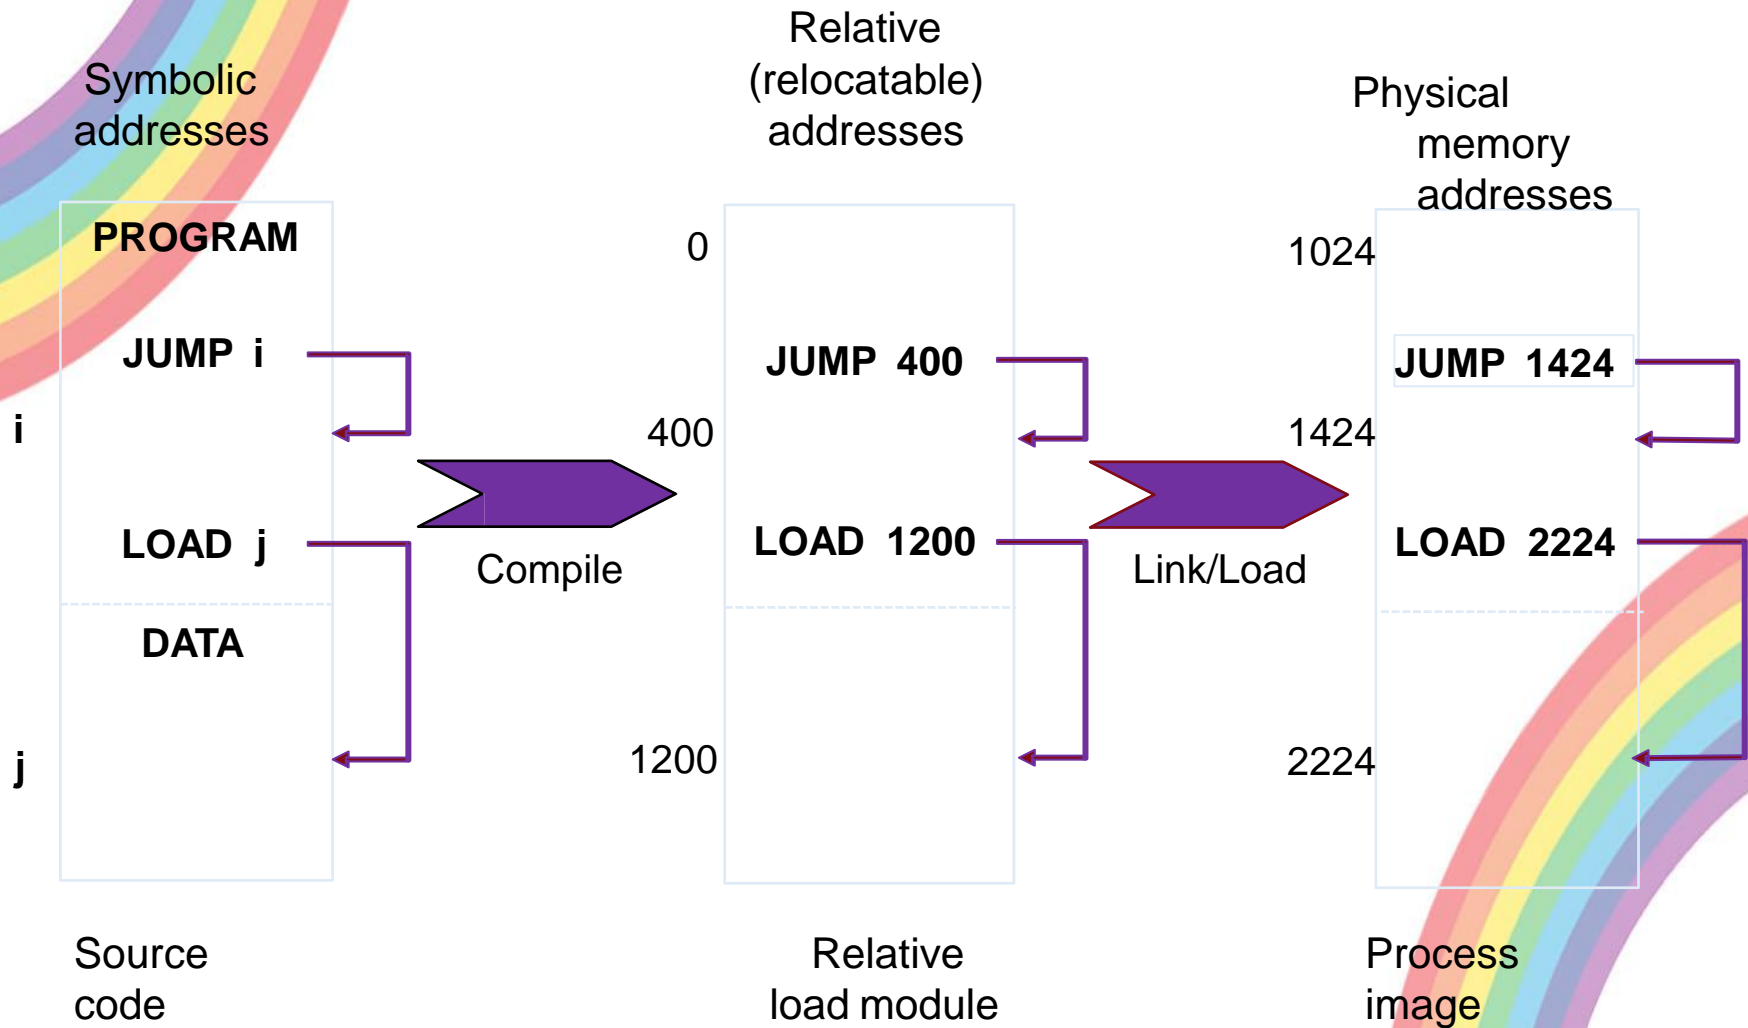 Symbolic
addresses
PROGRAM
JUMP i
i
LOAD j
DATA
j
Source
code
Compile
Relative
(relocatable)
addresses
0
JUMP 400
400
LOAD 1200
1200
Relative
load module
Link/Load
Physical
memory
addresses
1024
JUMP 1424
1424
LOAD 2224
2224
Process
image